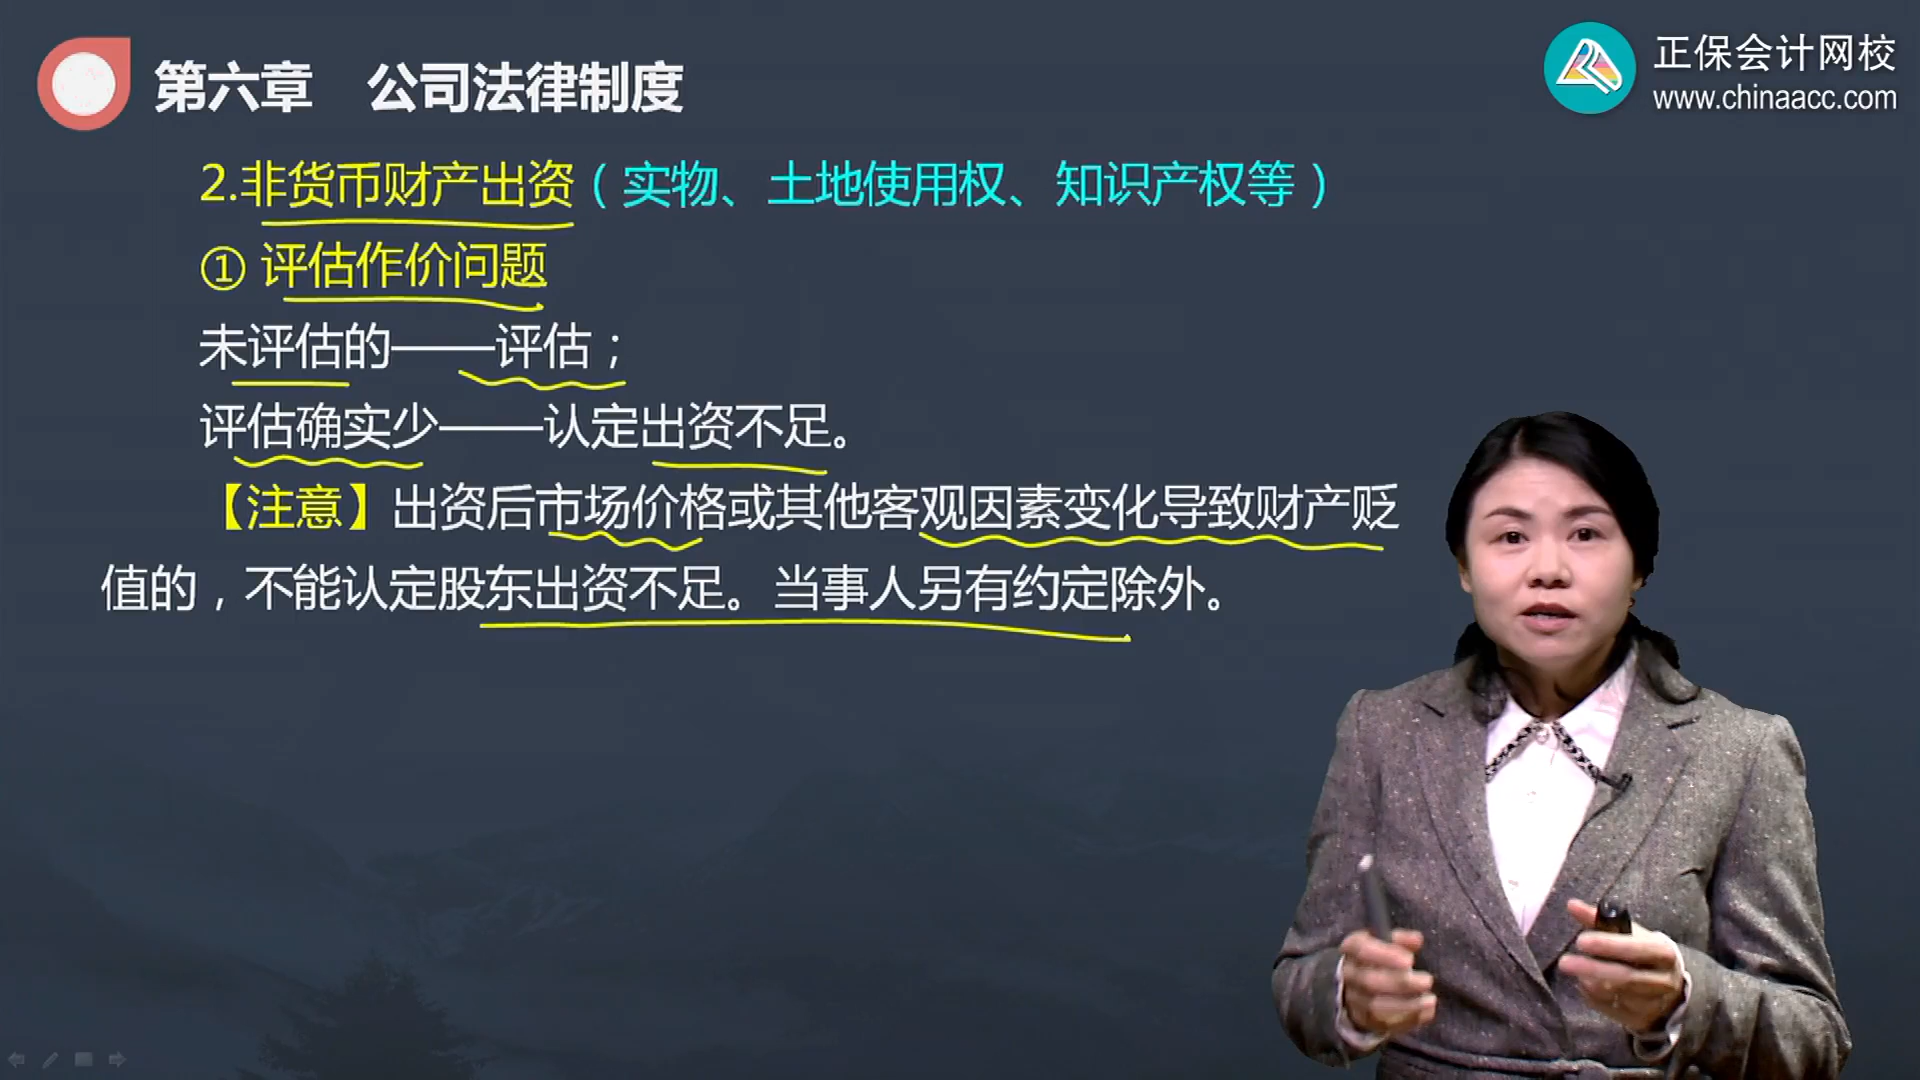 第六章　公司法律制度
正保会计网校
www.chinaacc.com
2.非货币财产出资（实物、土地使用权、知识产权等）
① 评估作价问题
未评估的——评估；
评估确实少——认定出资不足。
【注意】出资后市场价格或其他客观因素变化导致财产贬
值的，不能认定股东出资不足。当事人另有约定除外。